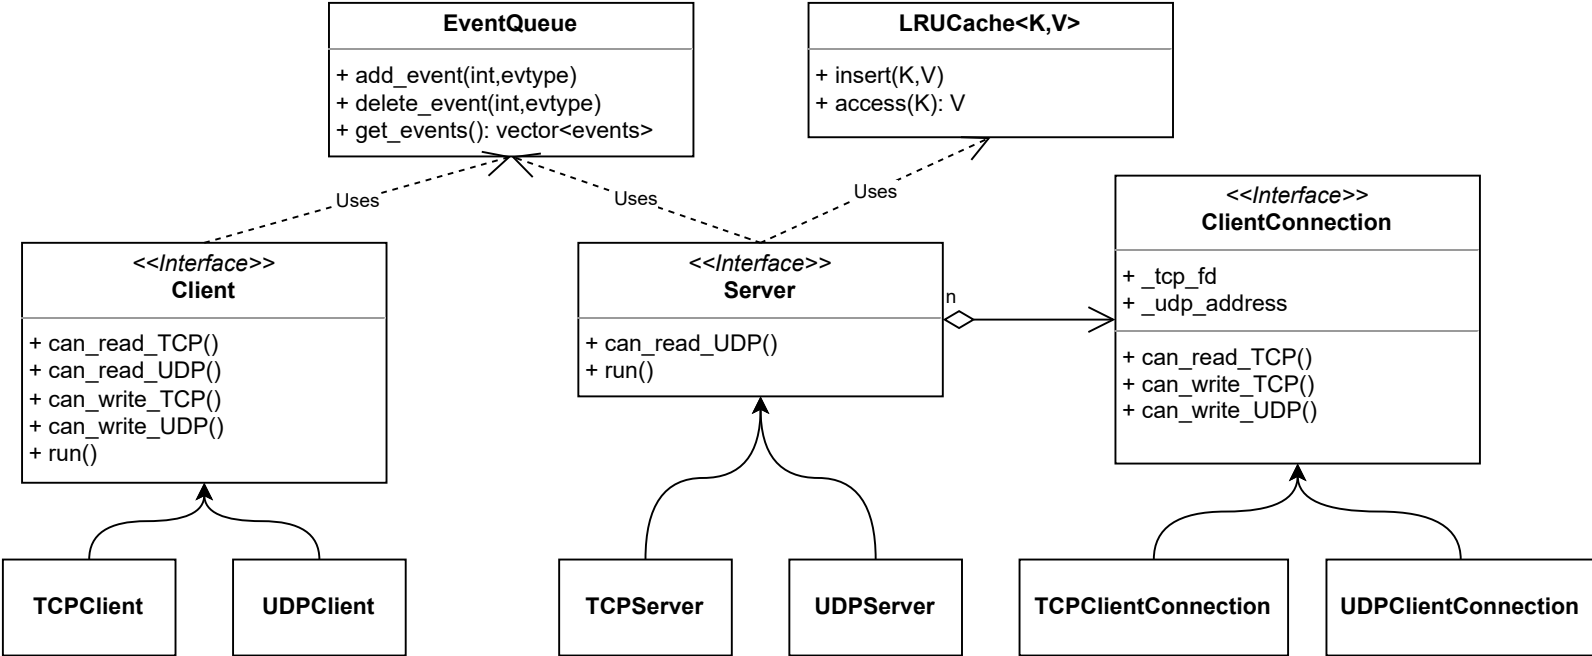 EventQueue
+ add_event(int,evtype)
+ delete_event(int,evtype)
+ get_events(): vector<events>
LRUCache<K,V>
+ insert(K,V)
+ access(K): V
Uses
Uses
Uses
<<Interface>>
Client
+ can_read_TCP()
+ can_read_UDP()
+ can_write_TCP()
+ can_write_UDP()
+ run()
<<Interface>>
Server
+ can_read_UDP()
+ run()
n
<<Interface>>
ClientConnection
+ _tcp_fd
+ _udp_address
+ can_read_TCP()
+ can_write_TCP()
+ can_write_UDP()
TCPClient
UDPClient
TCPServer
UDPServer
TCPClientConnection
UDPClientConnection